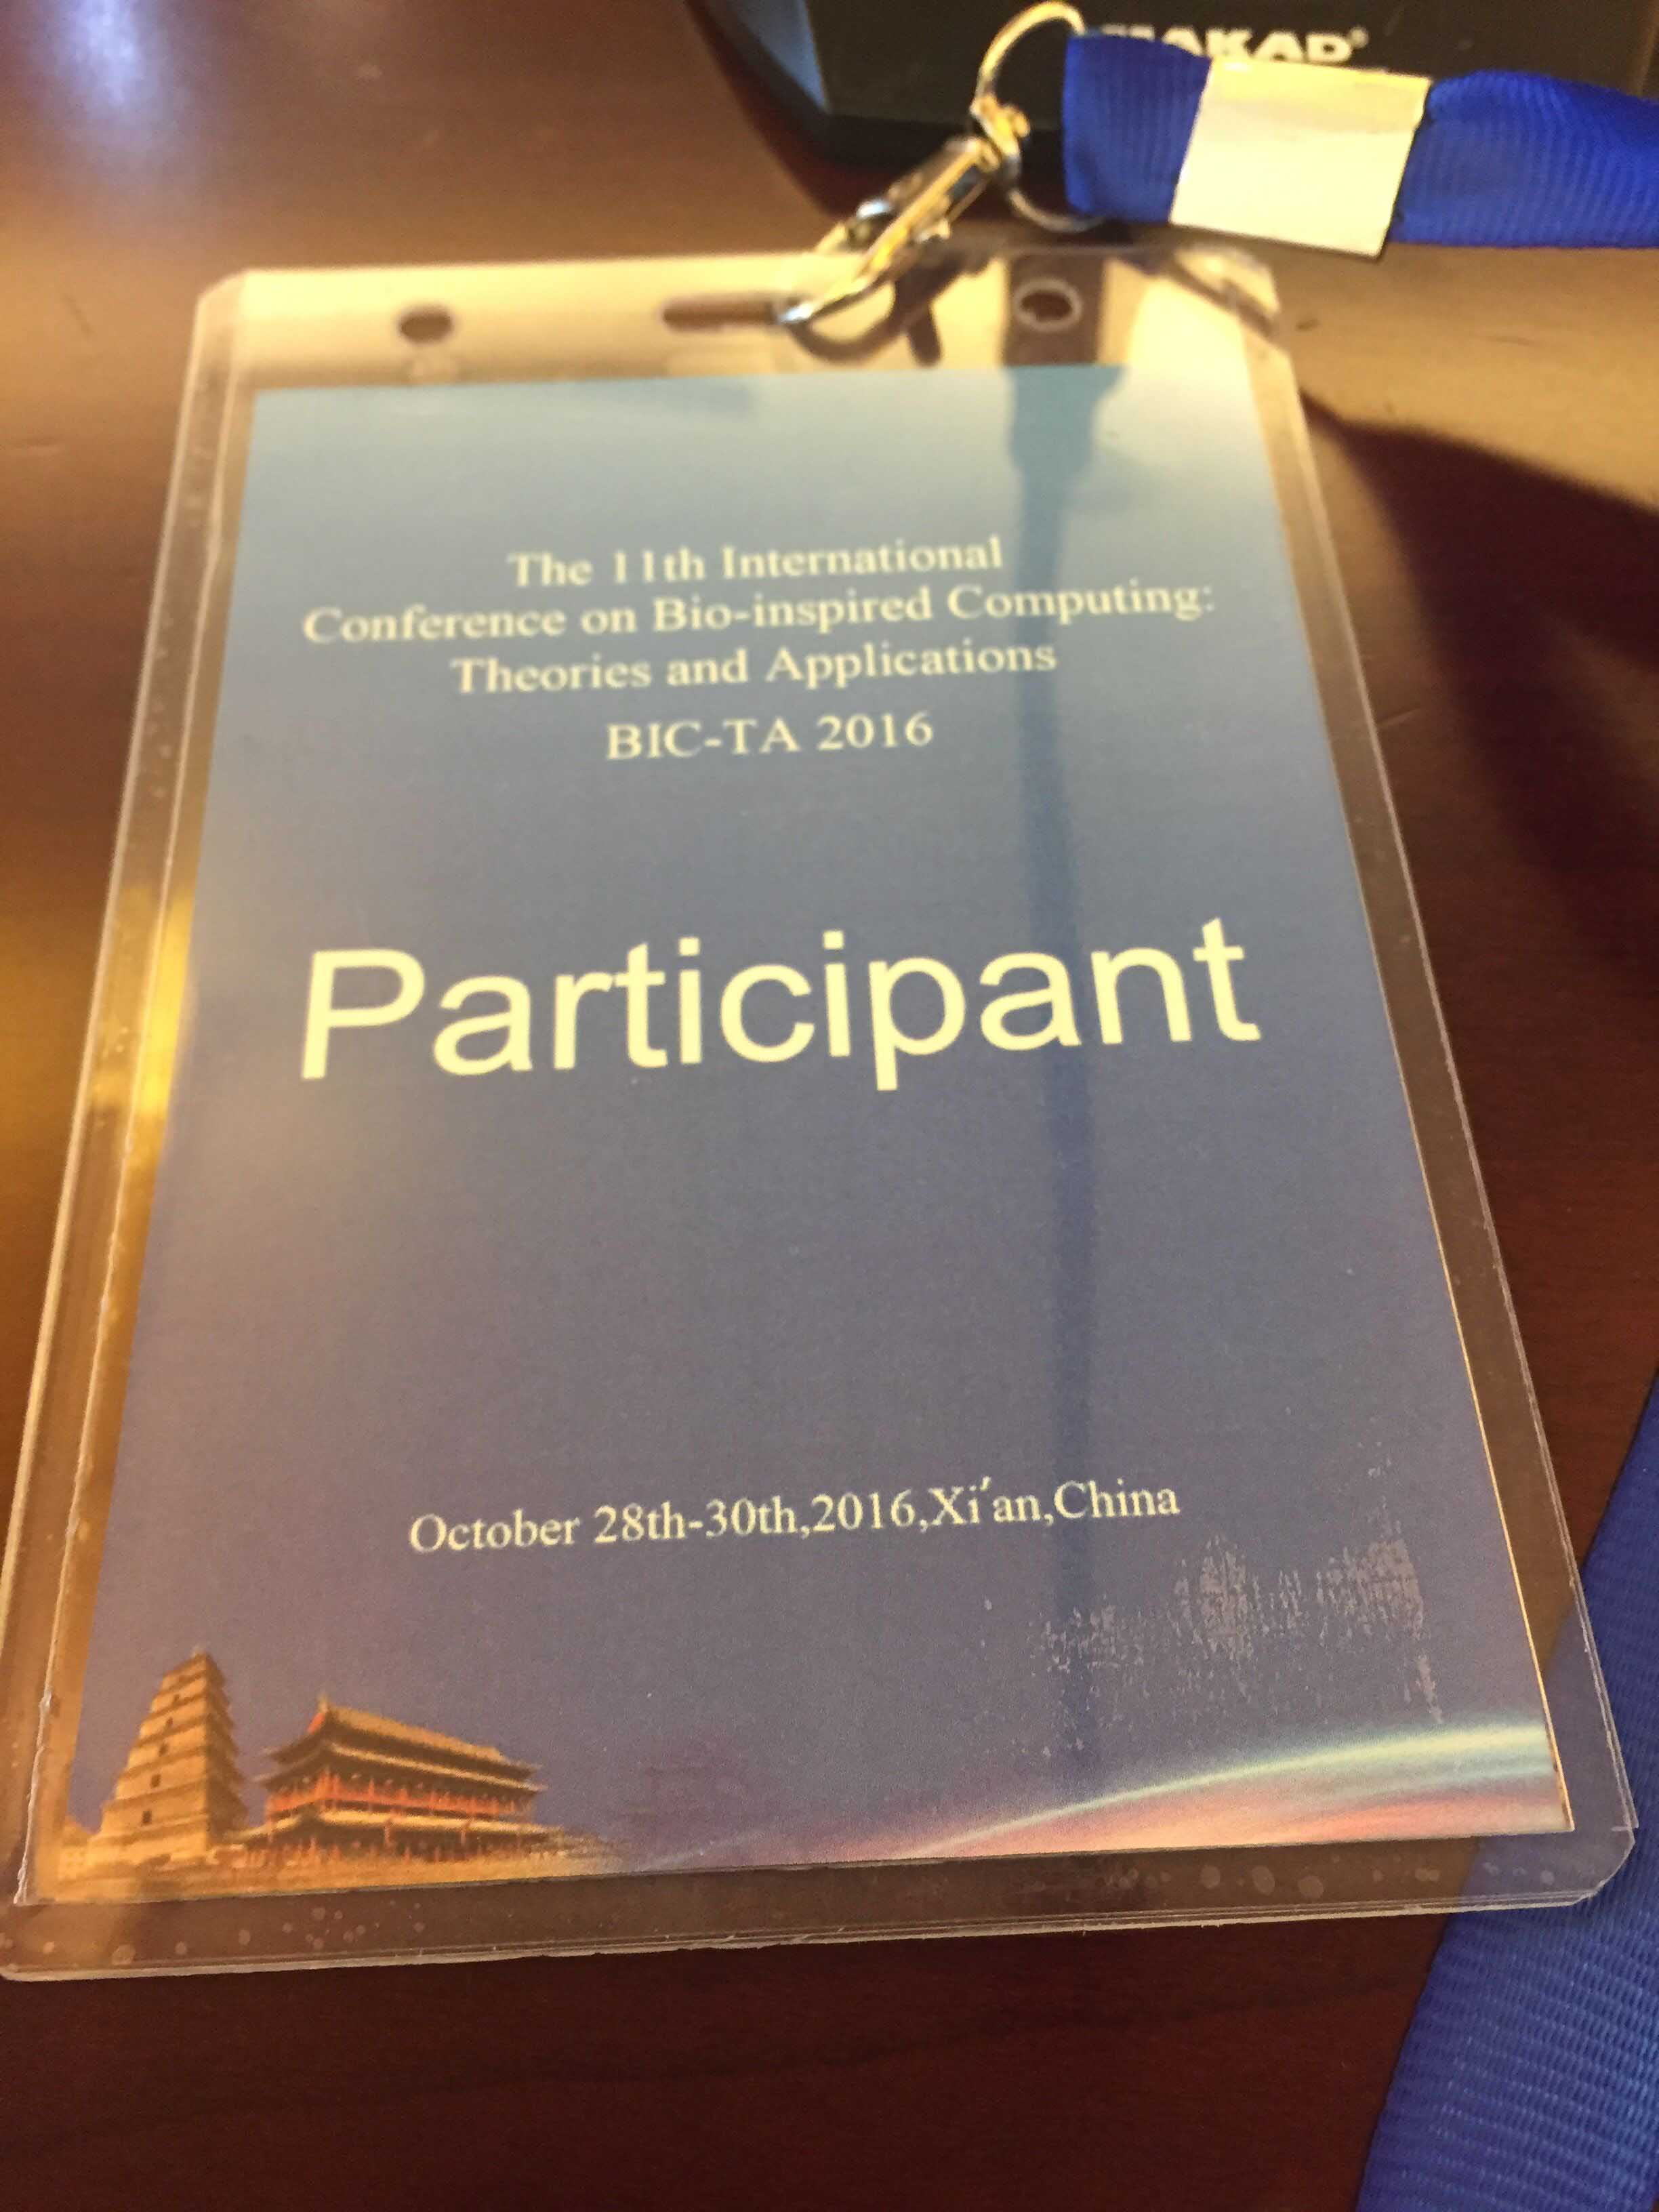 The 11th International
Conference on Bio-inspired Computing:
Theories and Applications
BIC-TA 2016
Participant
October 28th-30th,2016,Xi'an,China